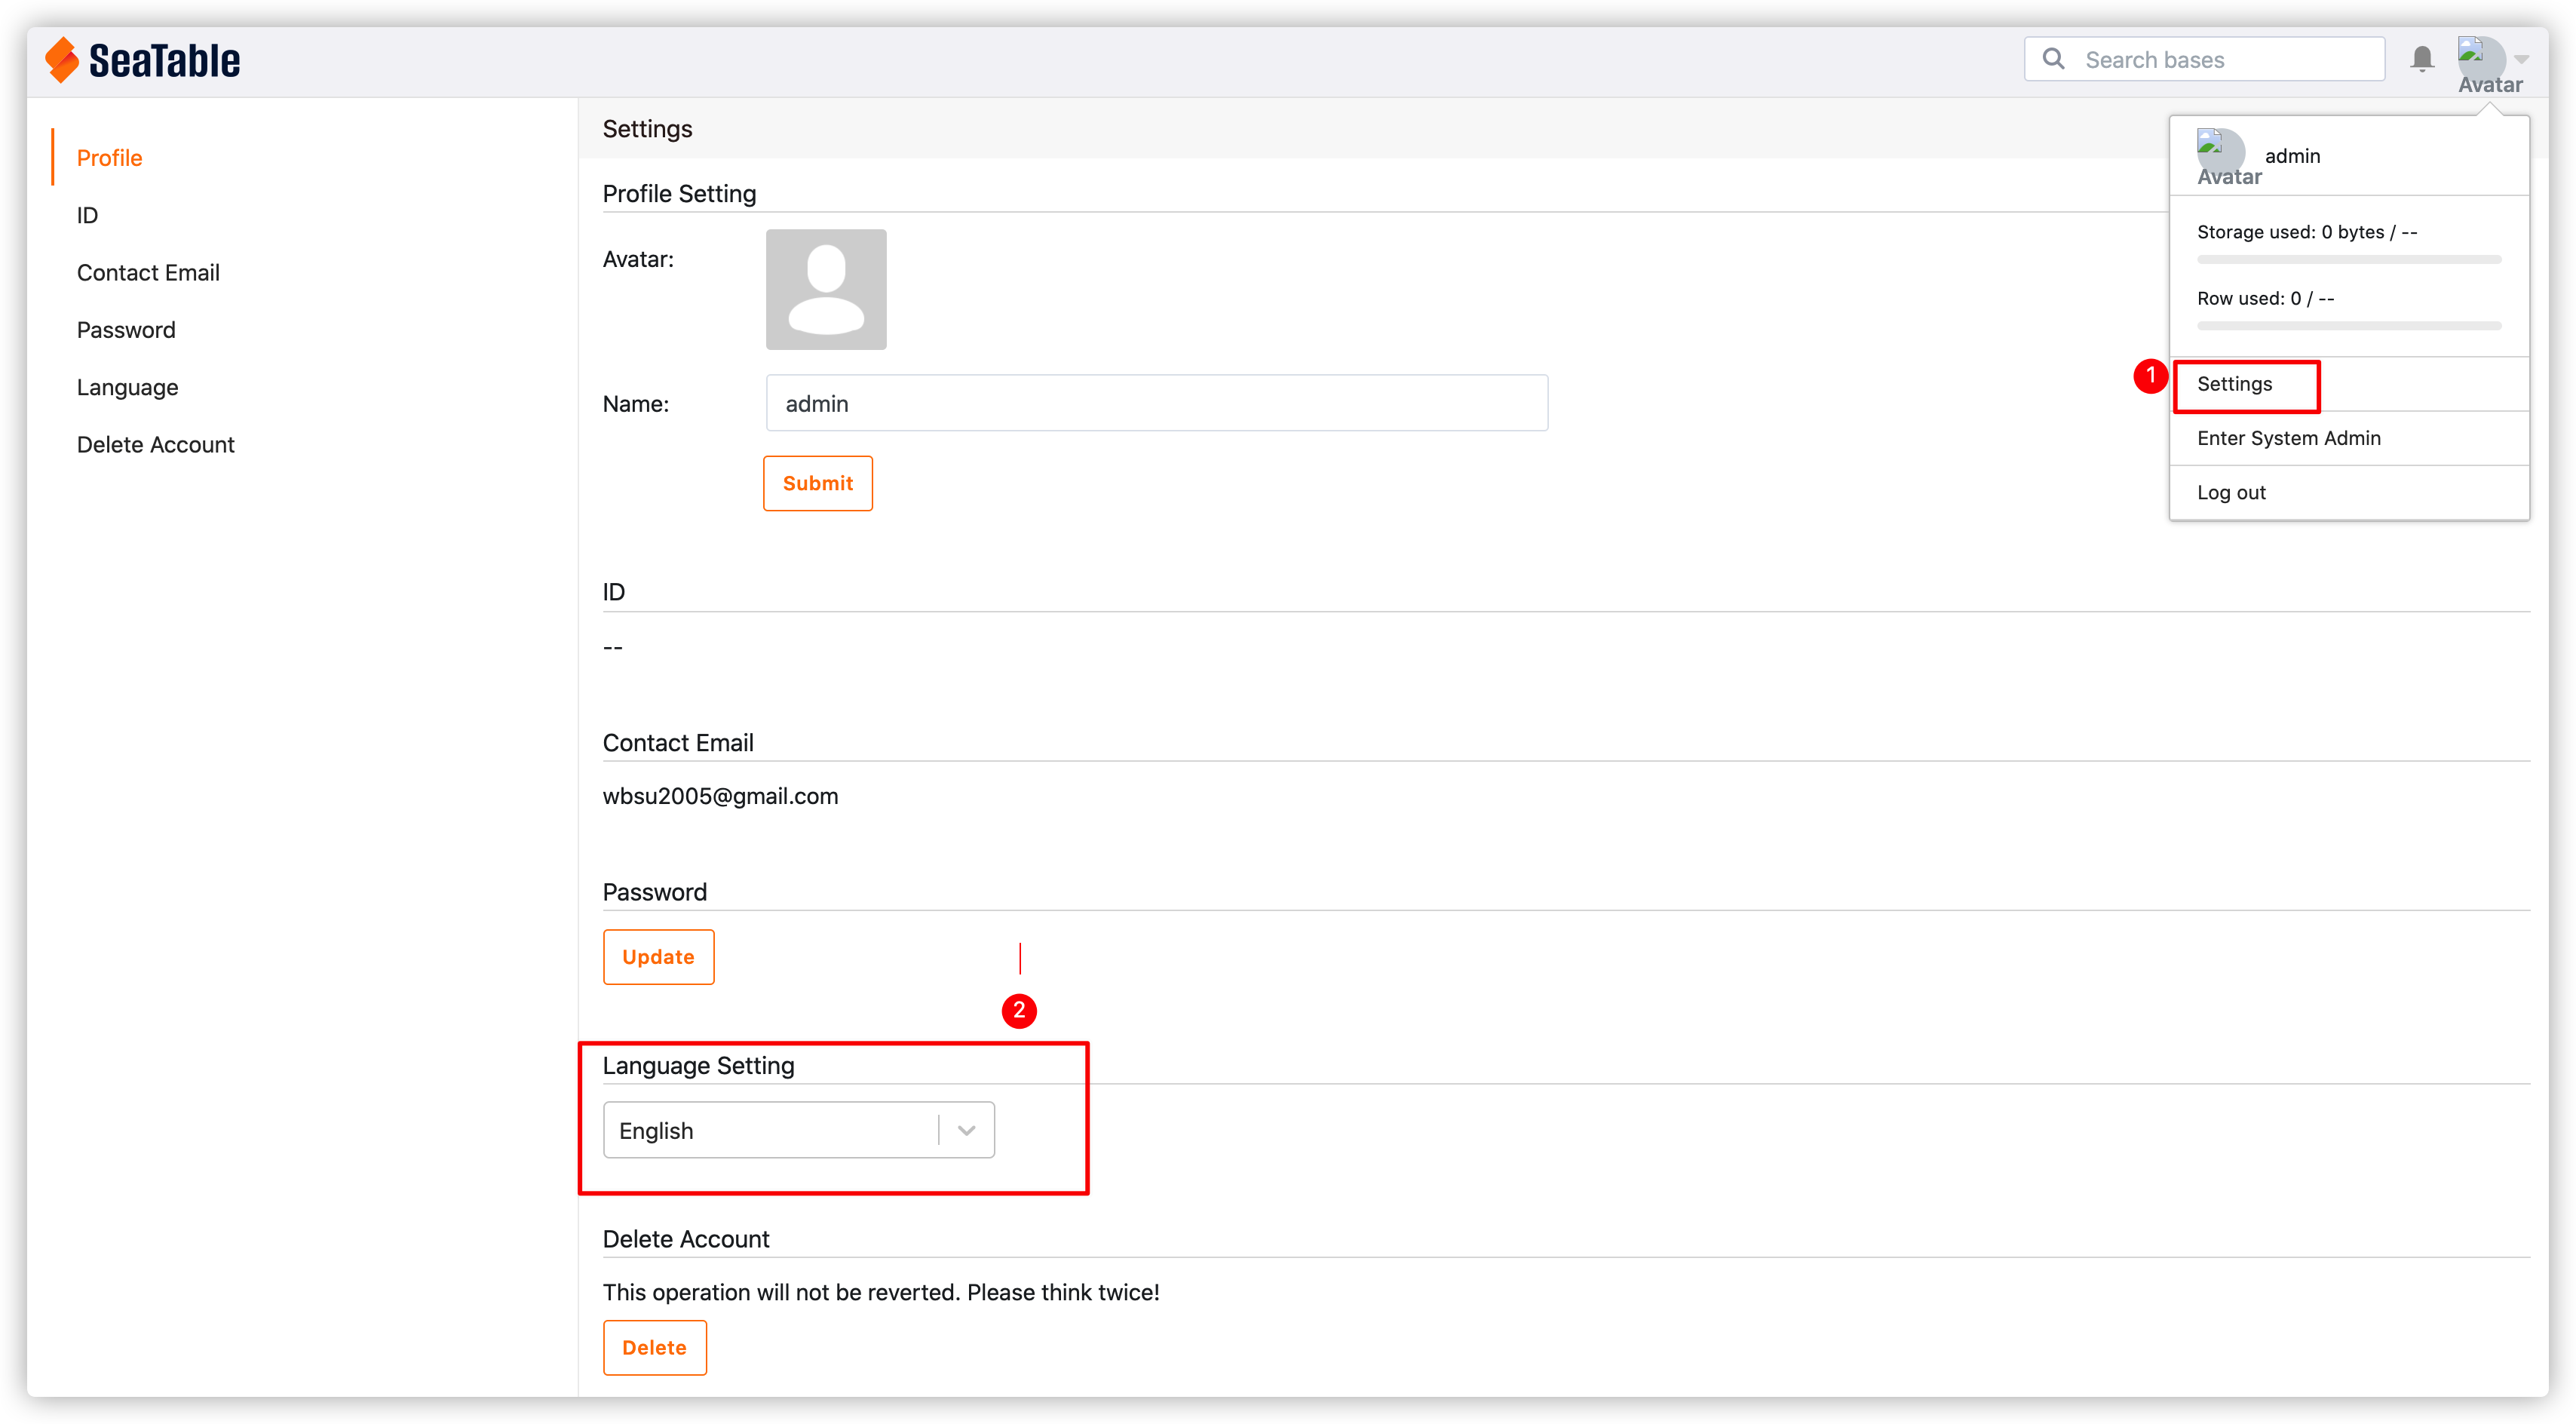 SeaTable
Search bases
Avatar
Profile
ID
Contact Email
Password
Language
Delete Account
Settings
Profile Setting
Avatar:
Name:
admin
Submit
ID
--
Contact Email
wbsu2005@gmail.com
Password
Update
2
Language Setting
English
Delete Account
This operation will not be reverted. Please think twice!
Delete
Avatar
admin
Storage used: 0 bytes / --
Row used: 0 / --
1
Settings
Enter System Admin
Log out